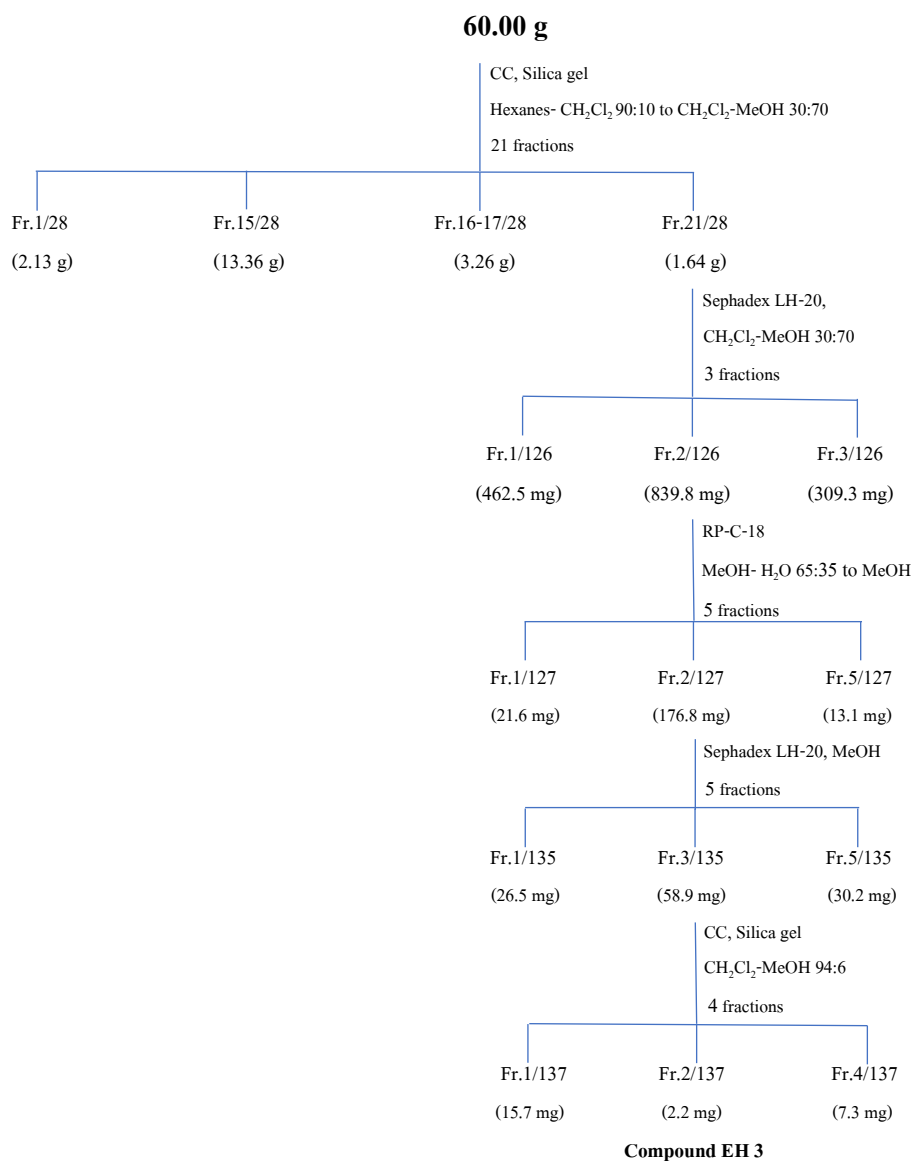 60.00 g
CC, Silica gel
Hexanes- CH₂Cl₂ 90:10 to CH₂Cl₂-MeOH 30:70
21 fractions
Fr.1/28 Fr.15/28 Fr.16-17/28 Fr.21/28
(2.13 g) (13.36 g) (3.26 g) (1.64 g)
Sephadex LH-20,
CH₂Cl₂-MeOH 30:70
3 fractions
Fr.1/126 Fr.2/126 Fr.3/126
(462.5 mg) (839.8 mg) (309.3 mg)
RP-C-18
MeOH- H₂O 65:35 to MeOH
5 fractions
Fr.1/127 Fr.2/127 Fr.5/127
(21.6 mg) (176.8 mg) (13.1 mg)
Sephadex LH-20, MeOH
5 fractions
Fr.1/135 Fr.3/135 Fr.5/135
(26.5 mg) (58.9 mg) (30.2 mg)
CC, Silica gel
CH₂Cl₂-MeOH 94:6
4 fractions
Fr.1/137 Fr.2/137 Fr.4/137
(15.7 mg) (2.2 mg) (7.3 mg)
Compound EH 3